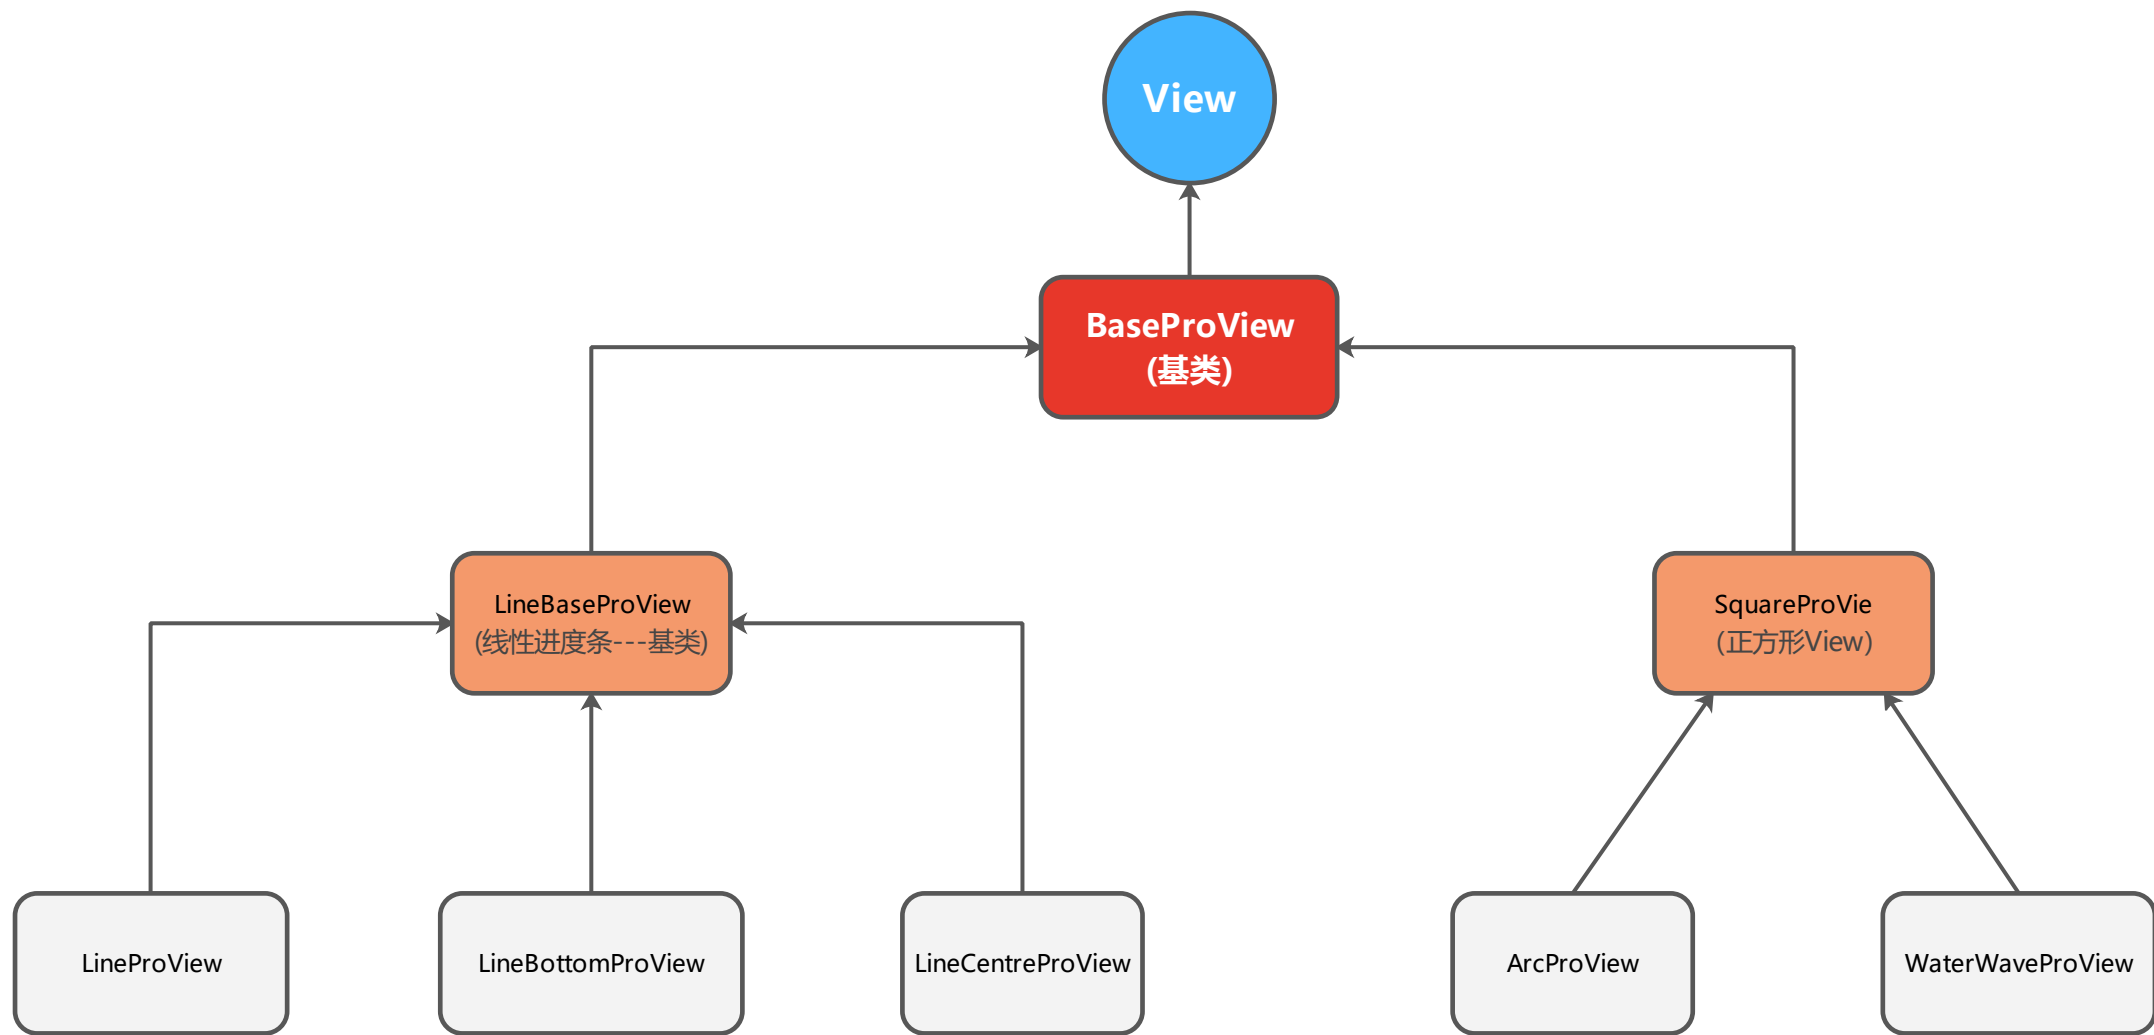 View
BaseProView
(基类)
LineBaseProView
(线性进度条---基类)
SquareProVie
(正方形View)
LineProView
LineBottomProView
LineCentreProView
ArcProView
WaterWaveProView